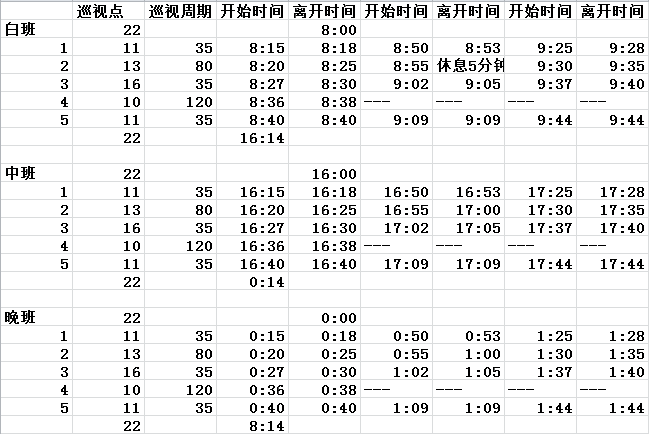 巡视点 巡视周期 开始时间 离开时间 开始时间 离开时间 开始时间 离开时间
白班 22 8:00
1 11 35 8:15 8:18 8:50 8:53 9:25 9:28
2 13 80 8:20 8:25 8:55 休息5分钟 9:30 9:35
3 16 35 8:27 8:30 9:02 9:05 9:37 9:40
4 10 120 8:36 8:38 --- --- --- ---
5 11 35 8:40 8:40 9:09 9:09 9:44 9:44
22 16:14
中班 22 16:00
1 11 35 16:15 16:18 16:50 16:53 17:25 17:28
2 13 80 16:20 16:25 16:55 17:00 17:30 17:35
3 16 35 16:27 16:30 17:02 17:05 17:37 17:40
4 10 120 16:36 16:38 --- --- --- ---
5 11 35 16:40 16:40 17:09 17:09 17:44 17:44
22 0:14
晚班 22 0:00
1 11 35 0:15 0:18 0:50 0:53 1:25 1:28
2 13 80 0:20 0:25 0:55 1:00 1:30 1:35
3 16 35 0:27 0:30 1:02 1:05 1:37 1:40
4 10 120 0:36 0:38 --- --- --- ---
5 11 35 0:40 0:40 1:09 1:09 1:44 1:44
22 8:14